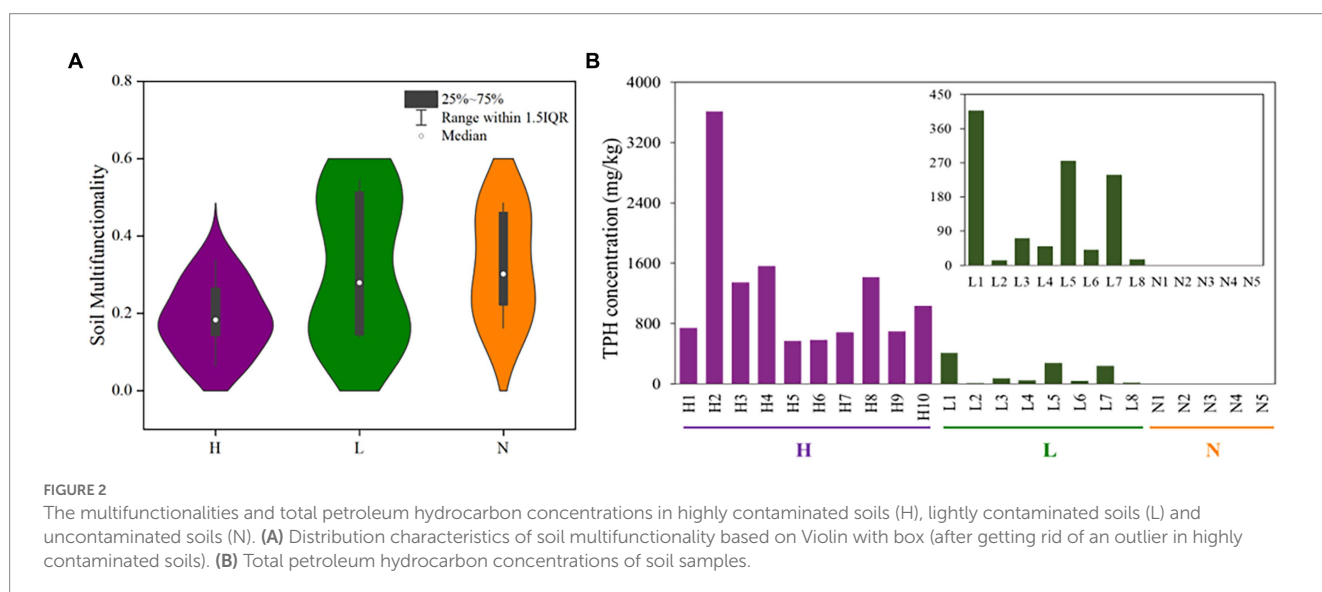 A
Soil Multifunctionality
0.8
0.6
0.4
0.2
0.0
25%~75%
Range within 1.5IQR
Median
H L N
B
TPH concentration (mg/kg)
4000
3200
2400
1600
800
0
450
360
270
180
90
0
L1 L2 L3 L4 L5 L6 L7 L8 N1 N2 N3 N4 N5
H1 H2 H3 H4 H5 H6 H7 H8 H9 H10 L1 L2 L3 L4 L5 L6 L7 L8 N1 N2 N3 N4 N5
H L N
FIGURE 2
The multifunctionalities and total petroleum hydrocarbon concentrations in highly contaminated soils (H), lightly contaminated soils (L) and
uncontaminated soils (N). (A) Distribution characteristics of soil multifunctionality based on Violin with box (after getting rid of an outlier in highly
contaminated soils). (B) Total petroleum hydrocarbon concentrations of soil samples.